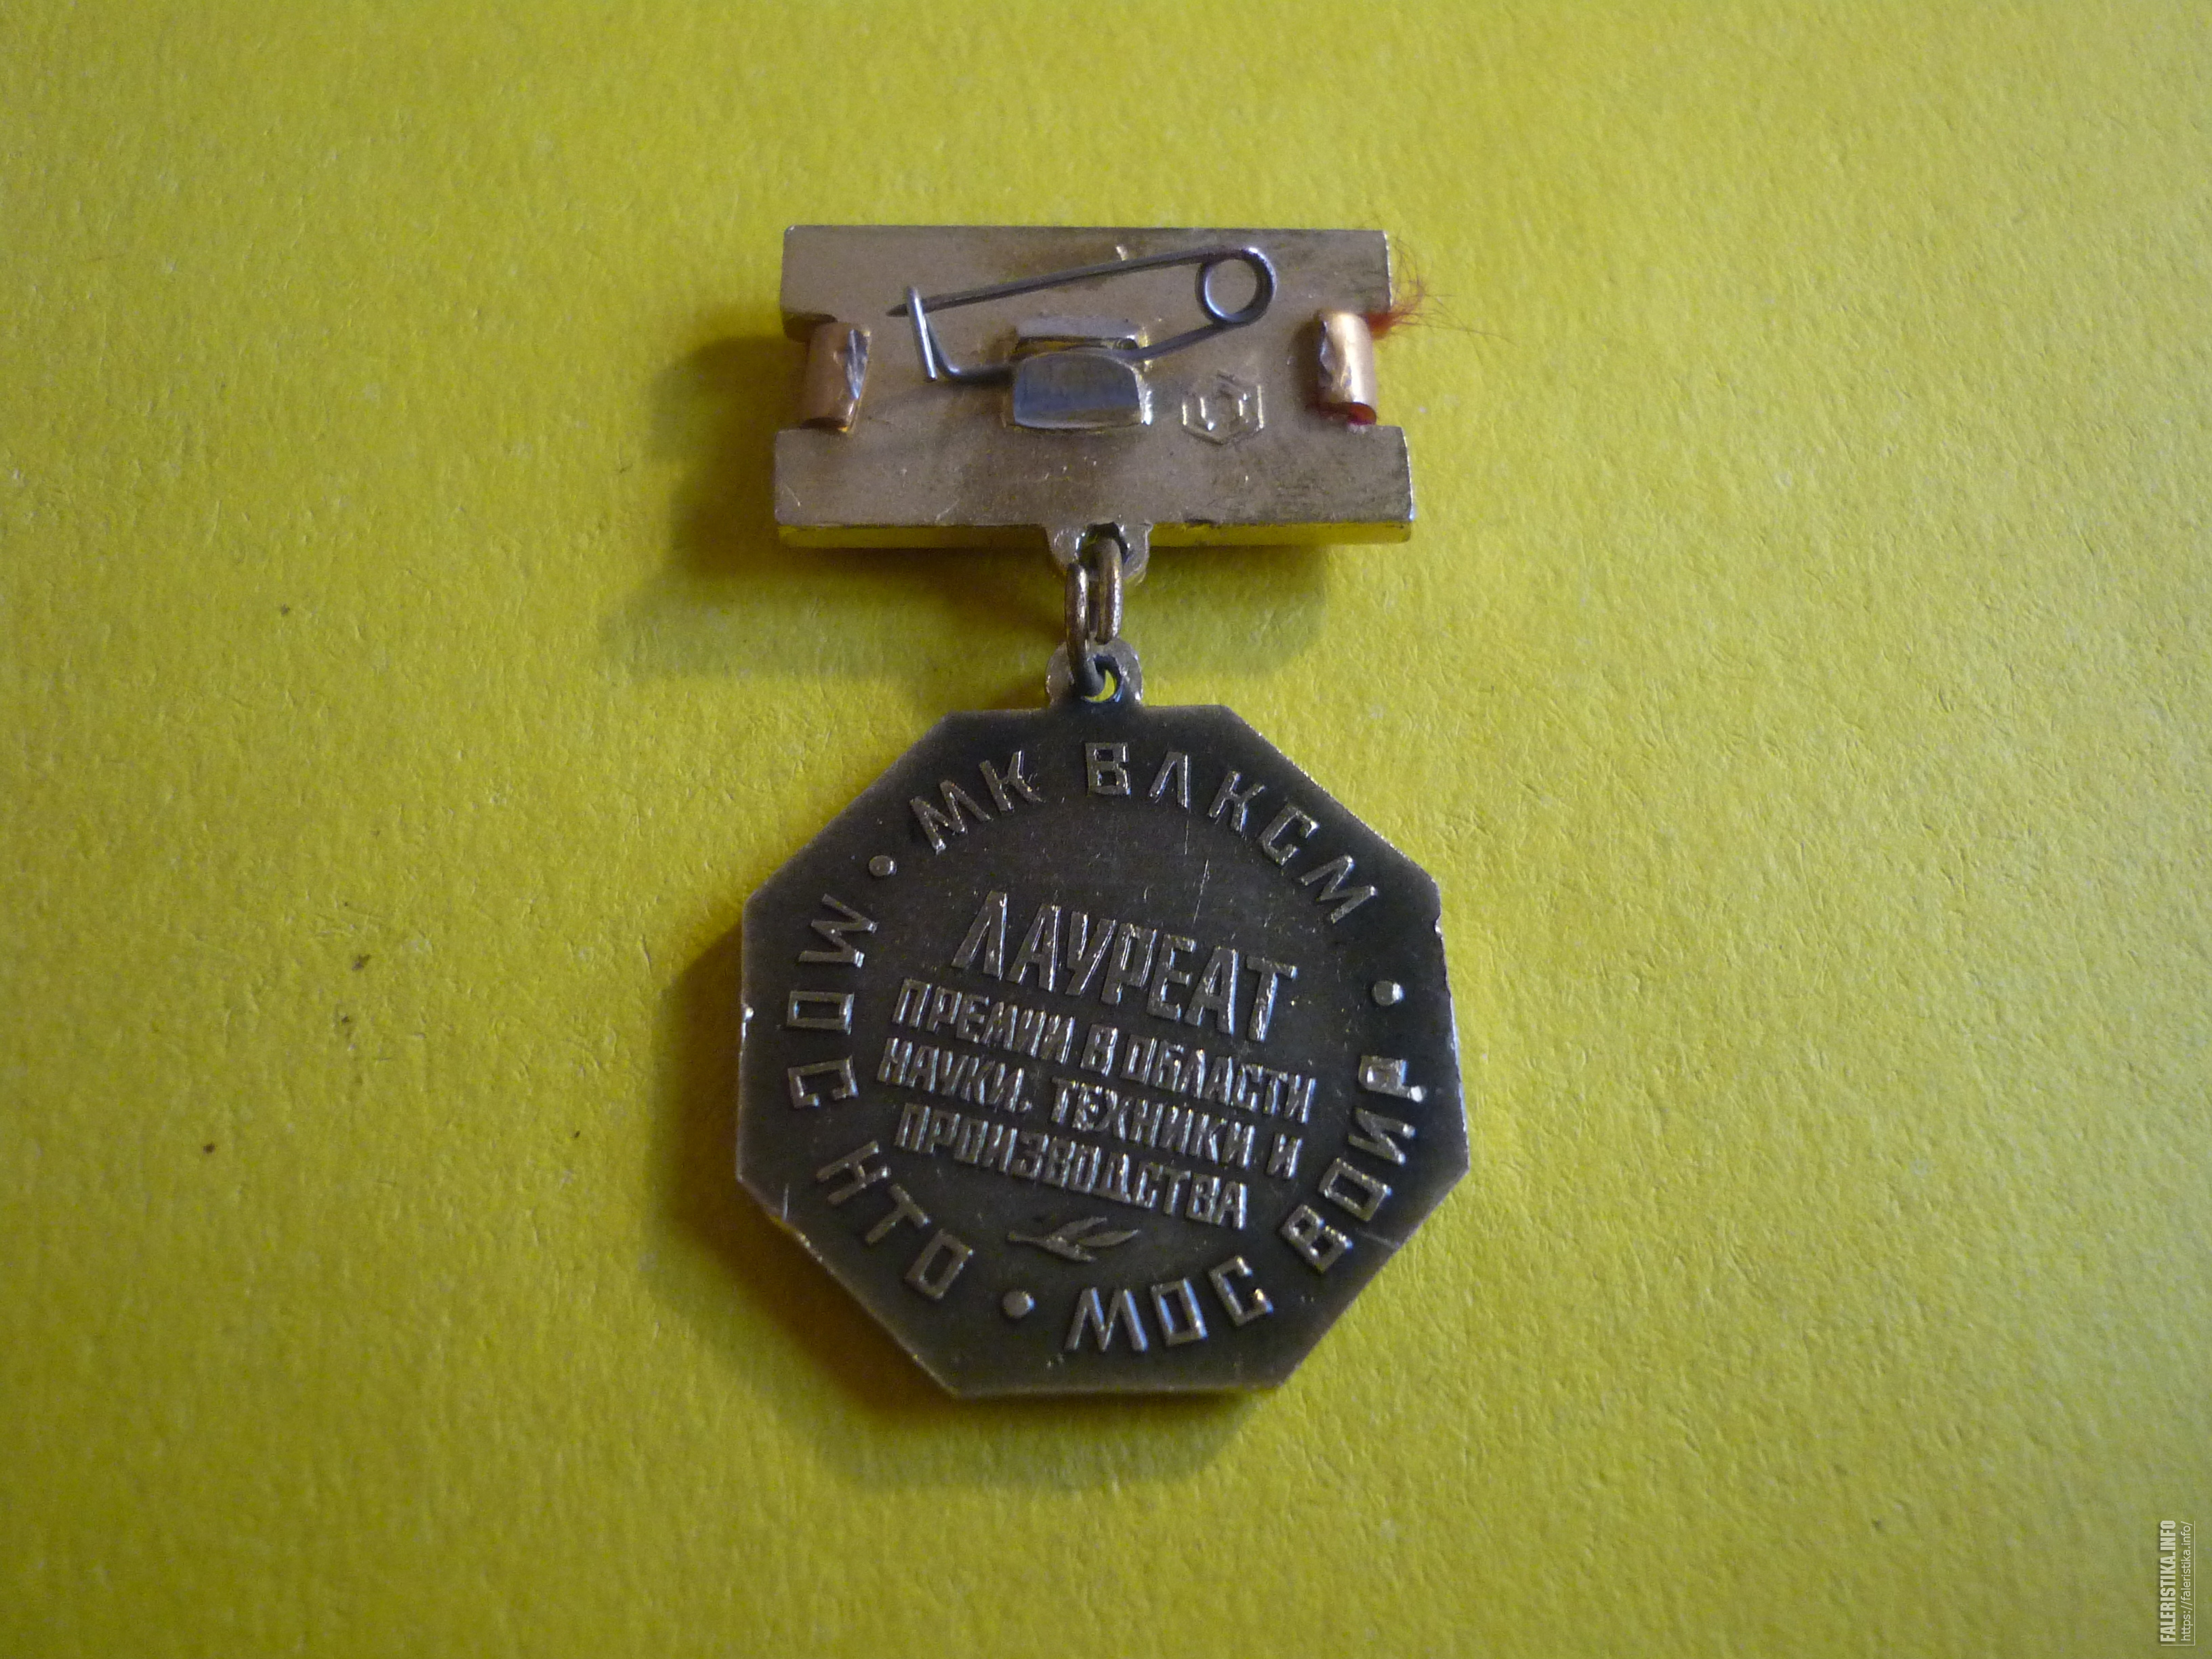 МК ВЛКСМ • МОС ВОИР • МОС С НТО •
ЛАУРЕАТ
ПРЕМИИ В ОБЛАСТИ
НАУКИ, ТЕХНИКИ И
ПРОИЗВОДСТВА
FALERISTIKA.INFO
https://faleristika.info/